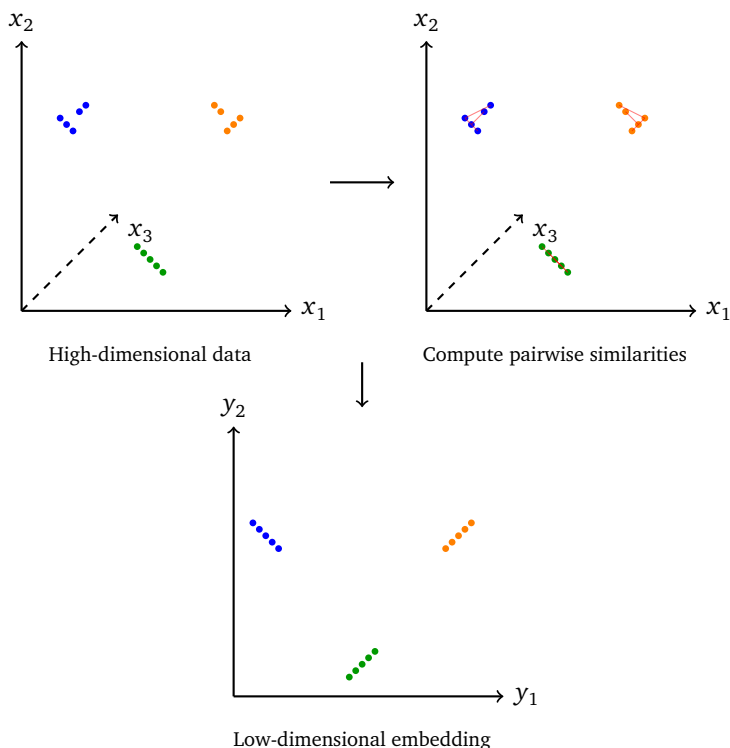 x₂
x₃
x₁
High-dimensional data
x₂
x₃
x₁
Compute pairwise similarities
y₂
y₁
Low-dimensional embedding